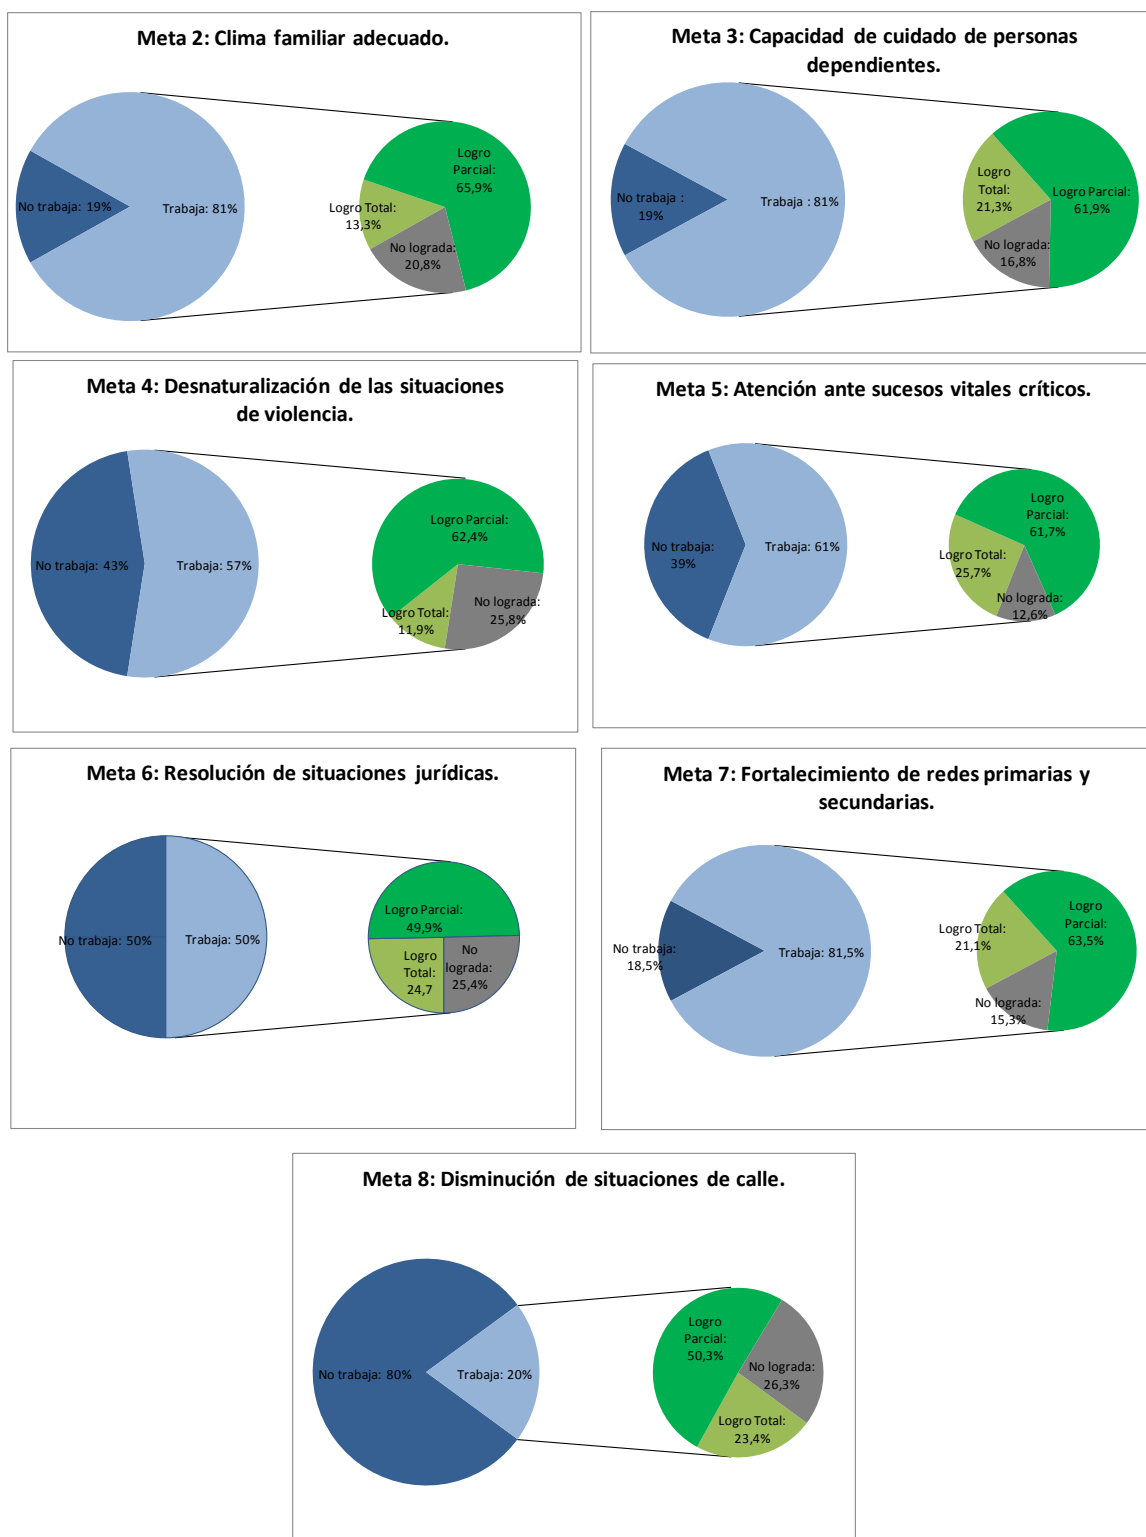 Meta 2: Clima familiar adecuado.
No trabaja: 19%
Trabaja: 81%
Logro
Parcial:
65,9%
Logro Total:
13,3%
No lograda:
20,8%
Meta 3: Capacidad de cuidado de personas
dependientes.
No trabaja :
19%
Trabaja : 81%
Logro
Total:
21,3%
Logro Parcial:
61,9%
No lograda:
16,8%
Meta 4: Desnaturalización de las situaciones
de violencia.
No trabaja: 43%
Trabaja: 57%
Logro Parcial:
62,4%
Logro Total:
11,9%
No lograda:
25,8%
Meta 5: Atención ante sucesos vitales críticos.
No trabaja:
39%
Trabaja: 61%
Logro
Parcial:
61,7%
Logro Total:
25,7%
No lograda:
12,6%
Meta 6: Resolución de situaciones jurídicas.
No trabaja: 50%
Trabaja: 50%
Logro Parcial:
49,9%
Logro
Total:
24,7
No
lograda:
25,4%
Meta 7: Fortalecimiento de redes primarias y
secundarias.
No trabaja:
18,5%
Trabaja: 81,5%
Logro Total:
21,1%
Logro
Parcial:
63,5%
No lograda:
15,3%
Meta 8: Disminución de situaciones de calle.
No trabaja: 80%
Trabaja: 20%
Logro
Parcial:
50,3%
No lograda:
26,3%
Logro Total:
23,4%